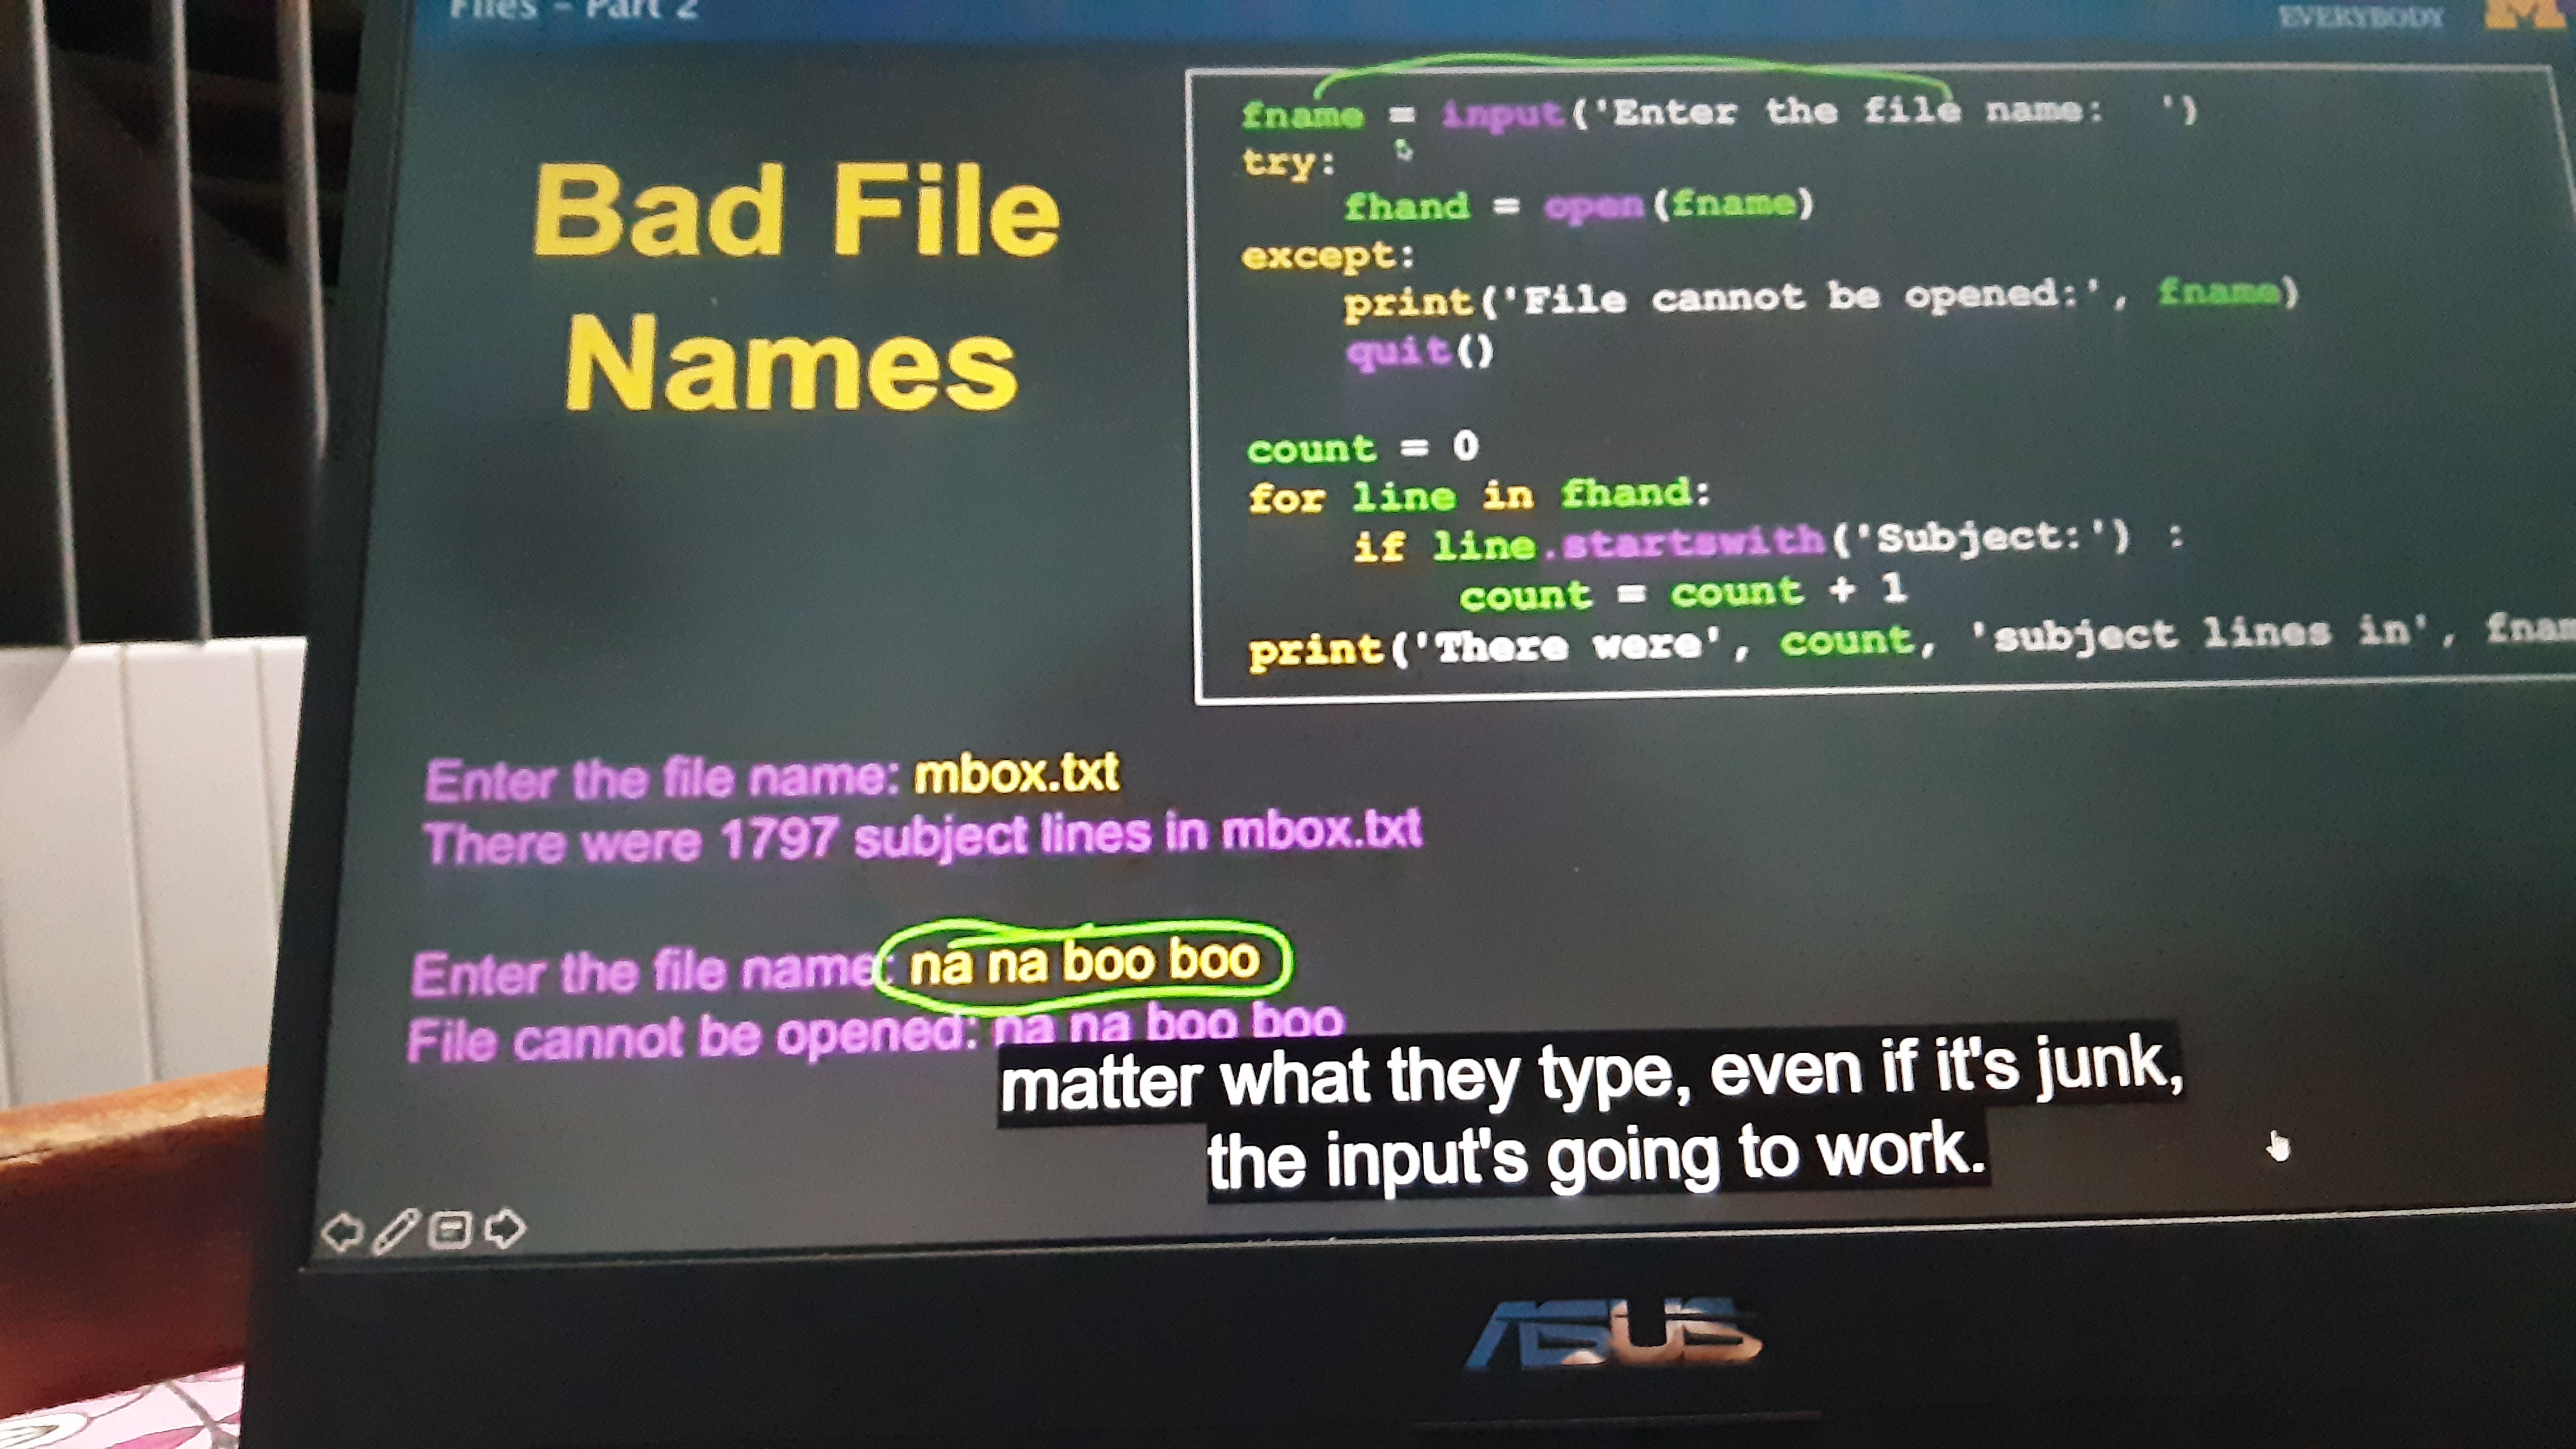 Files - Part 2
EVERYBODY
Bad File
Names
fname = input('Enter the file name:  ')
try:
    fhand = open(fname)
except:
    print('File cannot be opened:', fname)
    quit()
count = 0
for line in fhand:
    if line.startswith('Subject:') :
        count = count + 1
print('There were', count, 'subject lines in', fnam
Enter the file name: mbox.txt
There were 1797 subject lines in mbox.txt
Enter the file name: na na boo boo
File cannot be opened: na na boo boo
matter what they type, even if it's junk,
the input's going to work.
ASUS